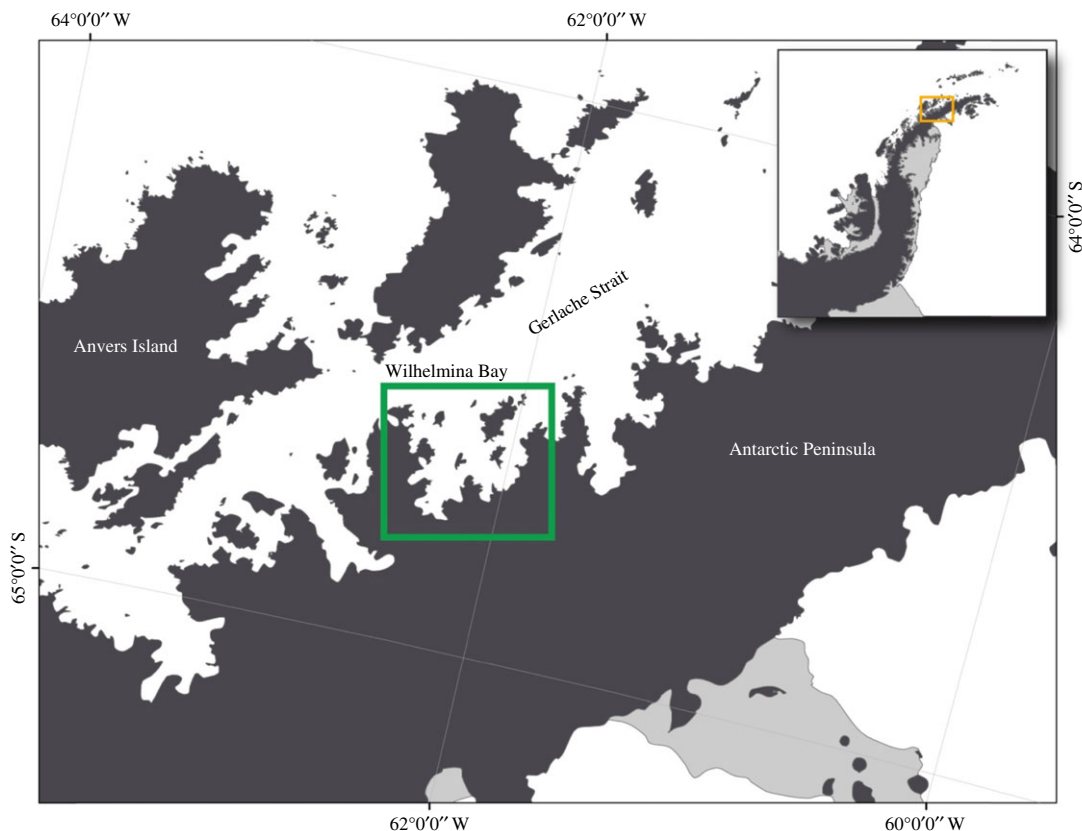 64°0′0″ W
62°0′0″ W
64°0′0″ S
Gerlache Strait
Anvers Island
Wilhelmina Bay
Antarctic Peninsula
65°0′0″ S
62°0′0″ W
60°0′0″ W